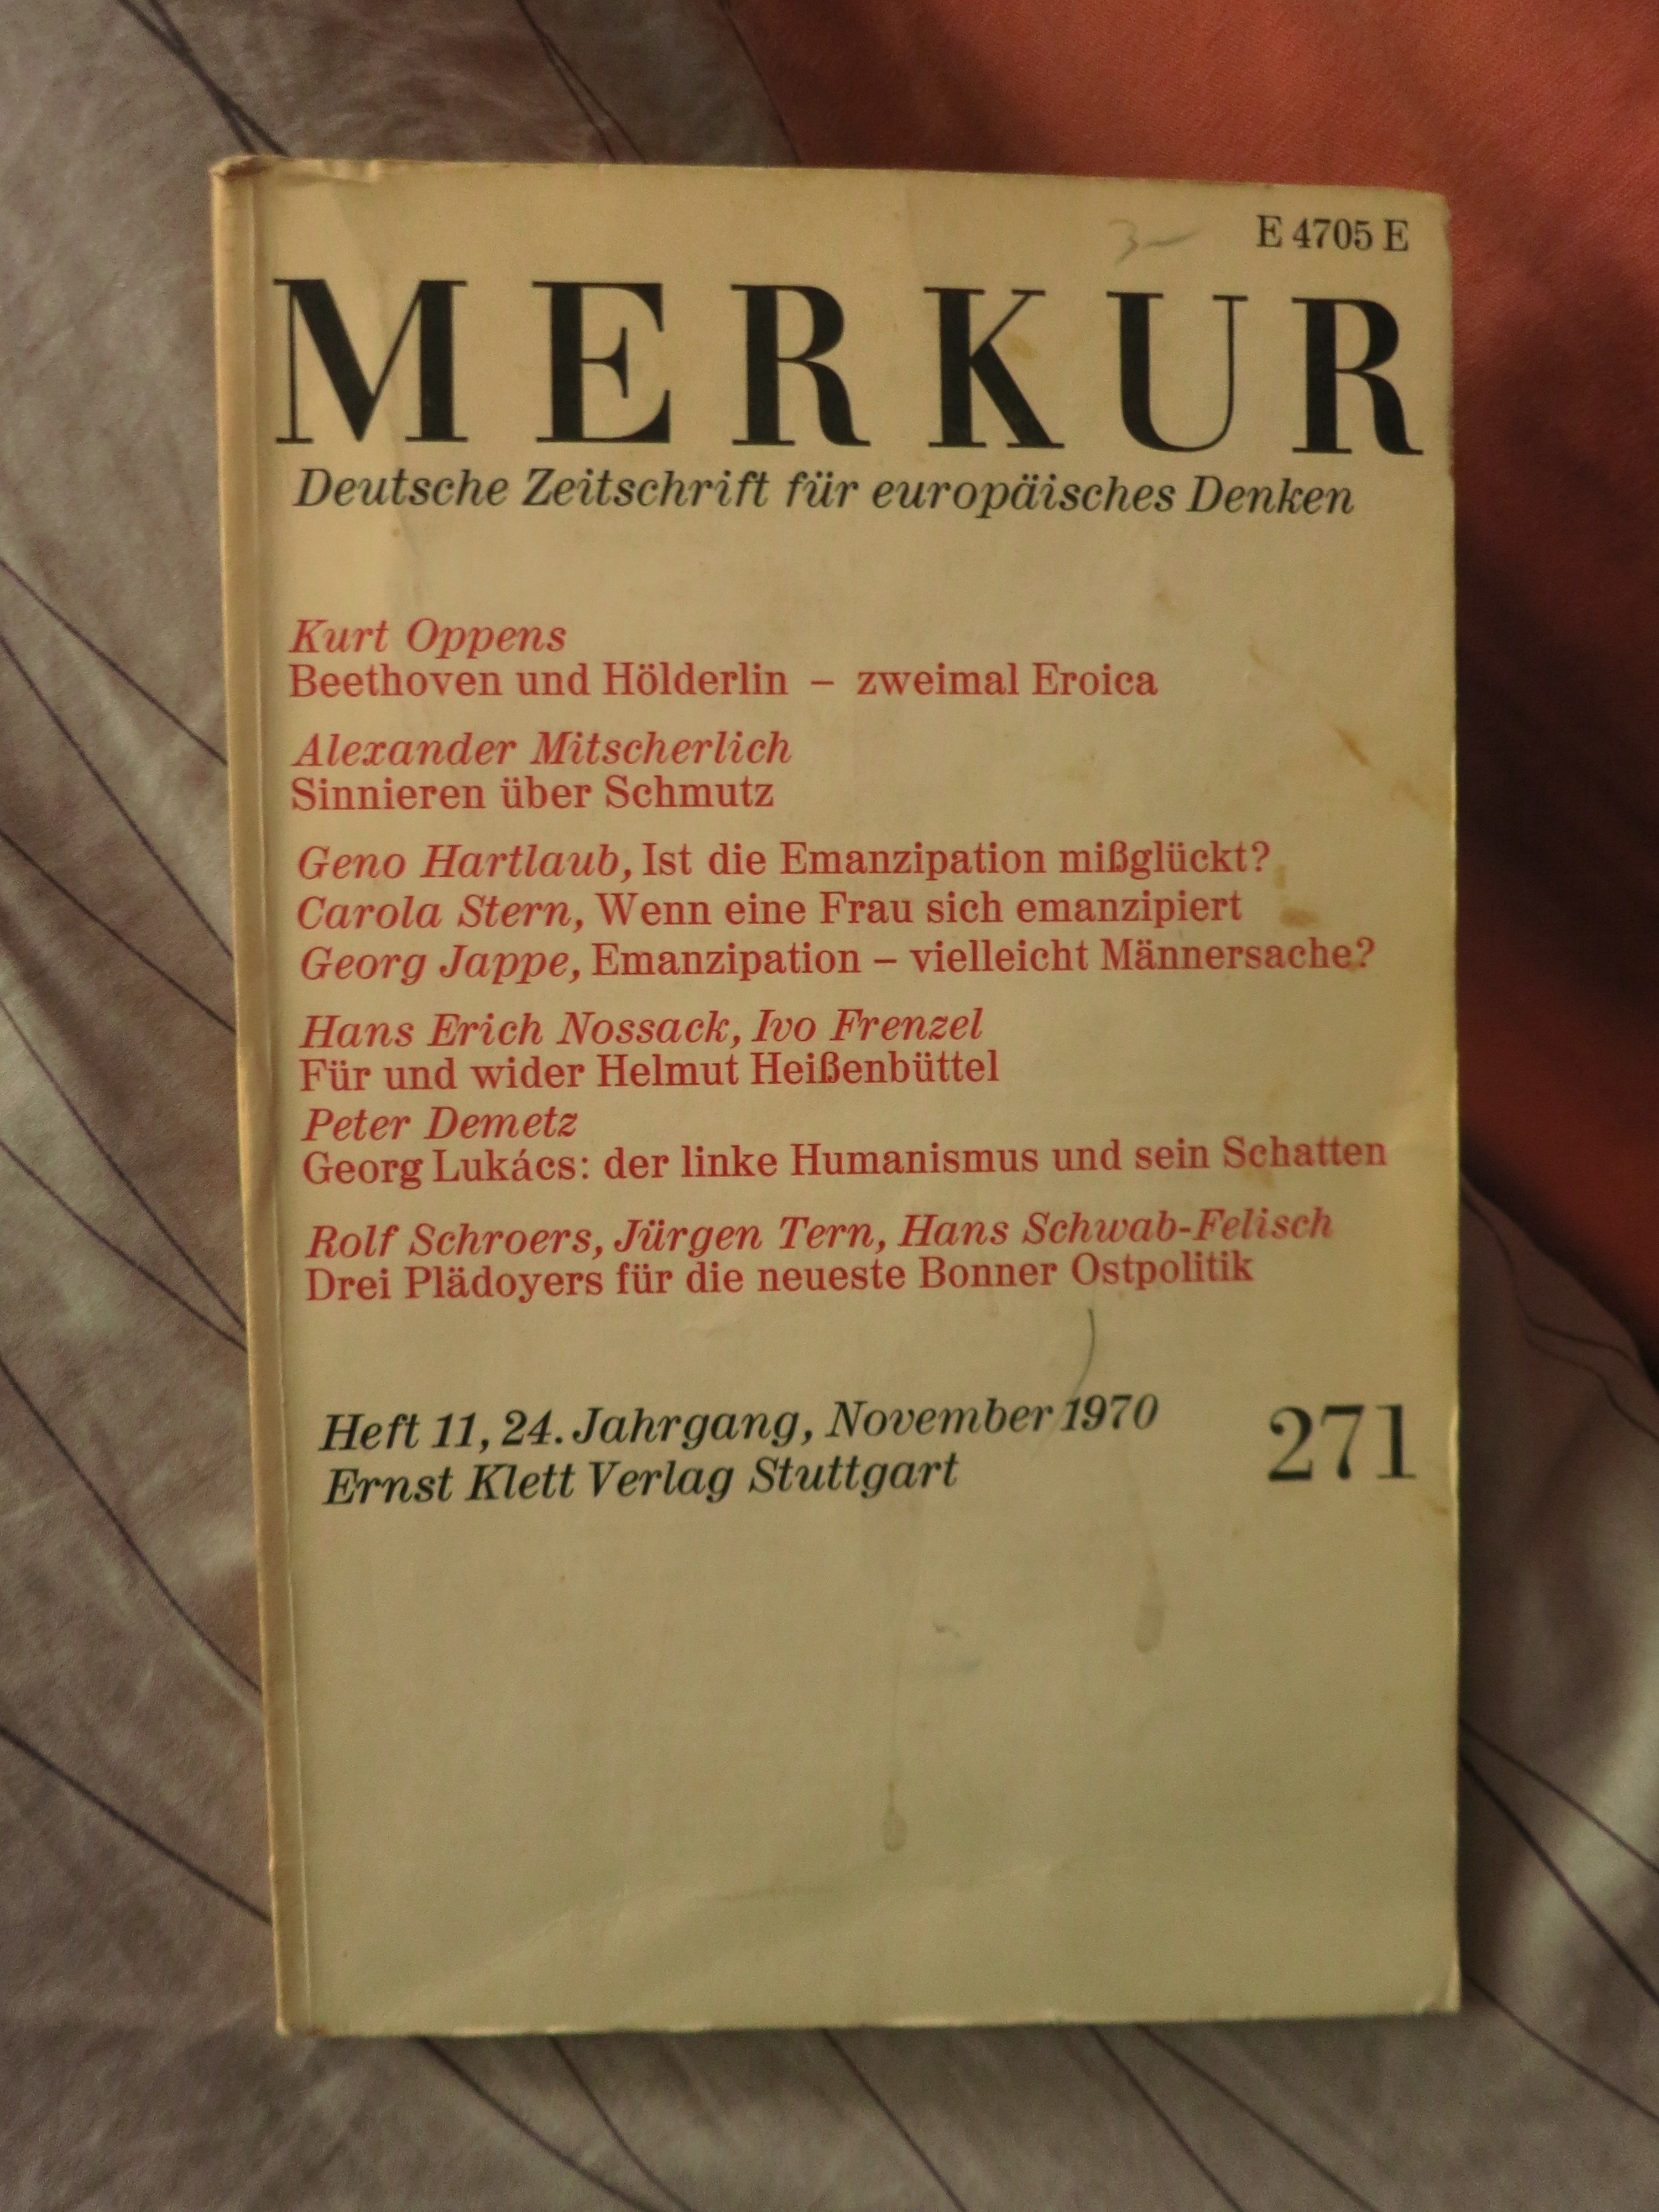 E 4705 E
MERKUR
Deutsche Zeitschrift für europäisches Denken
Kurt Oppens
Beethoven und Hölderlin – zweimal Eroica
Alexander Mitscherlich
Sinnieren über Schmutz
Geno Hartlaub, Ist die Emanzipation mißglückt?
Carola Stern, Wenn eine Frau sich emanzipiert
Georg Jappe, Emanzipation – vielleicht Männersache?
Hans Erich Nossack, Ivo Frenzel
Für und wider Helmut Heißenbüttel
Peter Demetz
Georg Lukács: der linke Humanismus und sein Schatten
Rolf Schroers, Jürgen Tern, Hans Schwab-Felisch
Drei Plädoyers für die neueste Bonner Ostpolitik
Heft 11, 24. Jahrgang, November 1970
Ernst Klett Verlag Stuttgart
271